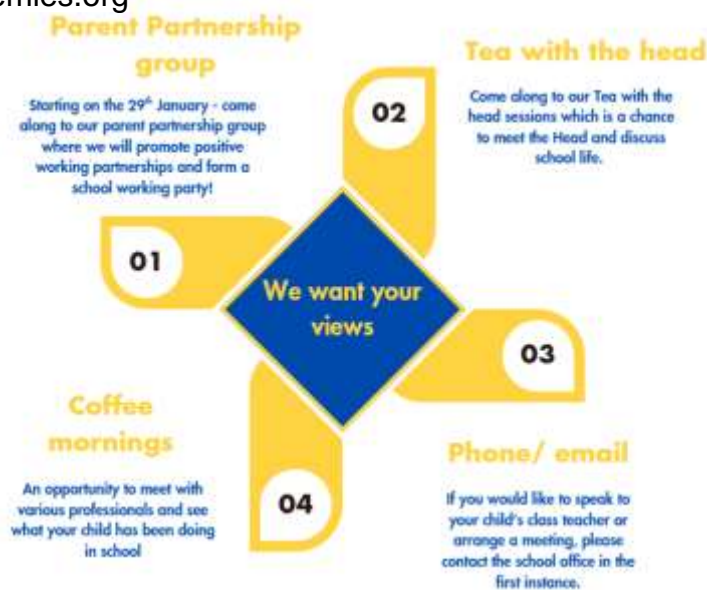 emics.org
Parent Partnership
group
Starting on the 29th January - come
along to our parent partnership group
where we will promote positive
working partnerships and form a
school working party!
01
02
Tea with the head
Come along to our Tea with the
head sessions which is a chance
to meet the Head and discuss
school life.
We want your
views
03
Phone/ email
If you would like to speak to
your child's class teacher or
arrange a meeting, please
contact the school office in the
first instance.
Coffee
mornings
An opportunity to meet with
various professionals and see
what your child has been doing
in school
04